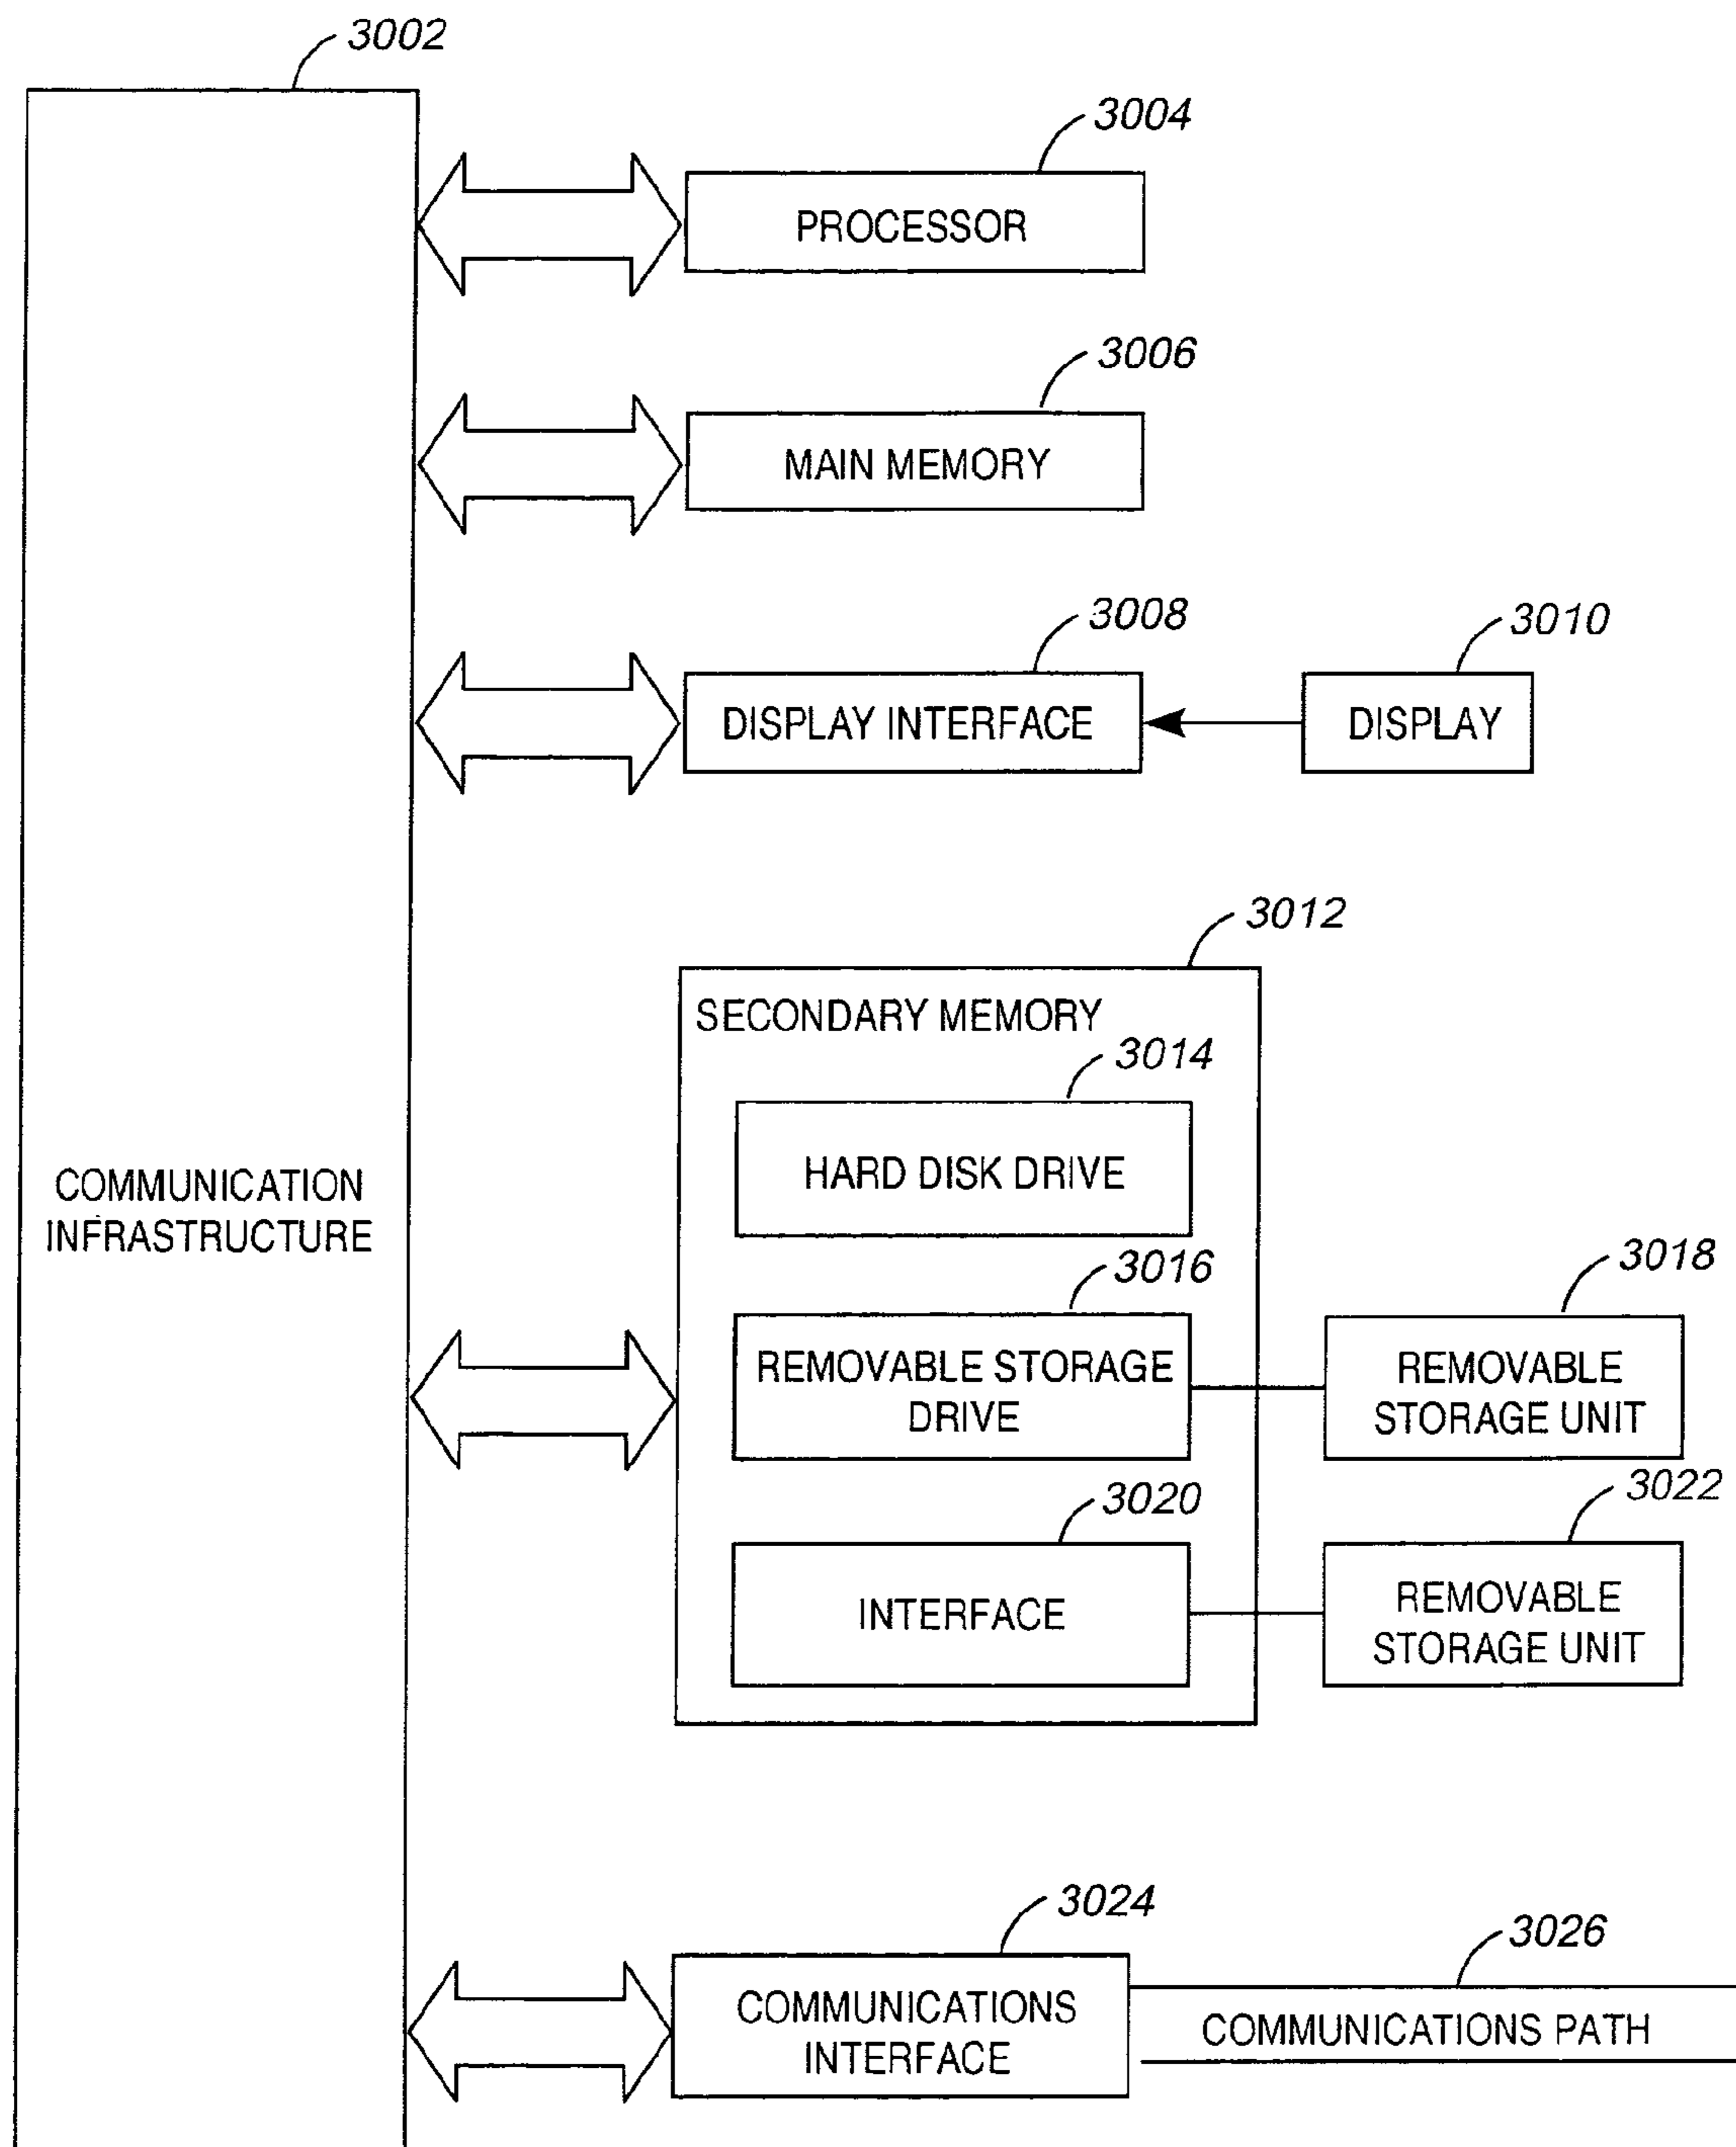 3002
3004
PROCESSOR
3006
MAIN MEMORY
3008
3010
DISPLAY INTERFACE
DISPLAY
3012
SECONDARY MEMORY
3014
HARD DISK DRIVE
COMMUNICATION
INFRASTRUCTURE
3016
3018
REMOVABLE STORAGE
DRIVE
REMOVABLE
STORAGE UNIT
3020
3022
INTERFACE
REMOVABLE
STORAGE UNIT
3024
3026
COMMUNICATIONS
INTERFACE
COMMUNICATIONS PATH